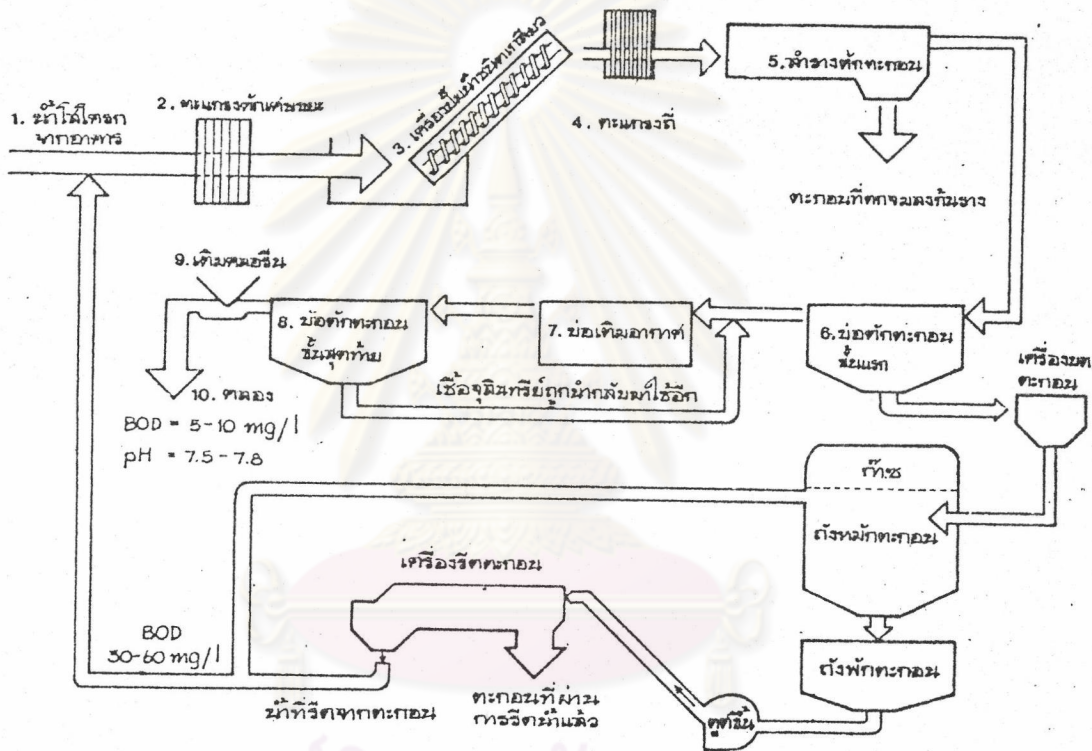 1. น้ำโสโครก
จากอาคาร
2. ตะแกรงดักเศษขยะ
3. เครื่องปั๊มน้ำชนิดเกลียว
4. ตะแกรงถี่
5. ลำรางดักตะกอน
ตะกอนที่ตกจมลงก้นราง
6. บ่อดักตะกอน
ชั้นแรก
7. บ่อเติมอากาศ
8. บ่อดักตะกอน
ชั้นสุดท้าย
9. เติมคลอรีน
10. คลอง
BOD = 5-10 mg/l
pH = 7.5-7.8
เชื้อจุลินทรีย์ถูกนำกลับมาใช้อีก
เครื่องบด
ตะกอน
ก๊าซ
ถังหมักตะกอน
ถังพักตะกอน
ดูดขึ้น
เครื่องรีดตะกอน
ตะกอนที่ผ่าน
การรีดน้ำแล้ว
น้ำที่รีดจากตะกอน
BOD
30-60 mg/l